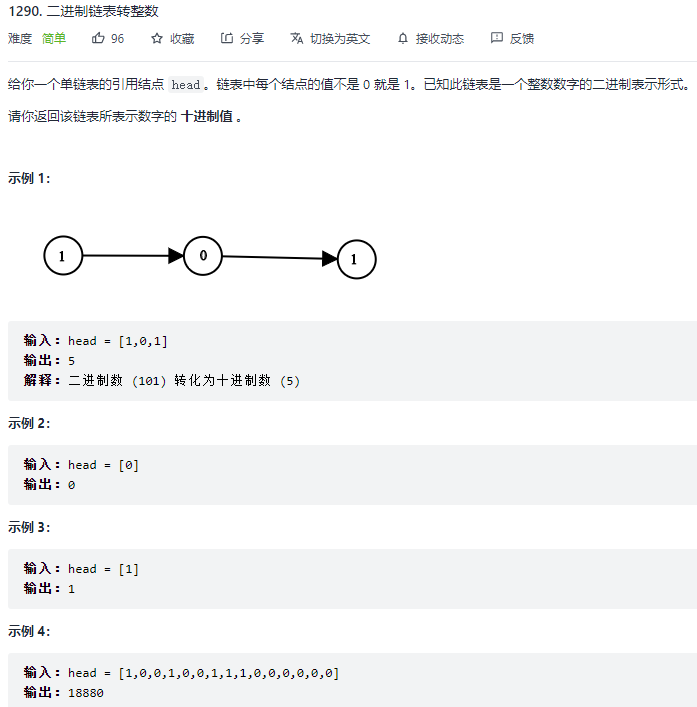 1290. 二进制链表转整数
难度 简单 96 收藏 分享 切换为英文 接收动态 反馈
给你一个单链表的引用结点 head。链表中每个结点的值不是 0 就是 1。已知此链表是一个整数数字的二进制表示形式。
请你返回该链表所表示数字的 十进制值 。
示例 1：
1 0 1
输入：head = [1,0,1]
输出：5
解释：二进制数 (101) 转化为十进制数 (5)
示例 2：
输入：head = [0]
输出：0
示例 3：
输入：head = [1]
输出：1
示例 4：
输入：head = [1,0,0,1,0,0,1,1,1,0,0,0,0,0,0]
输出：18880